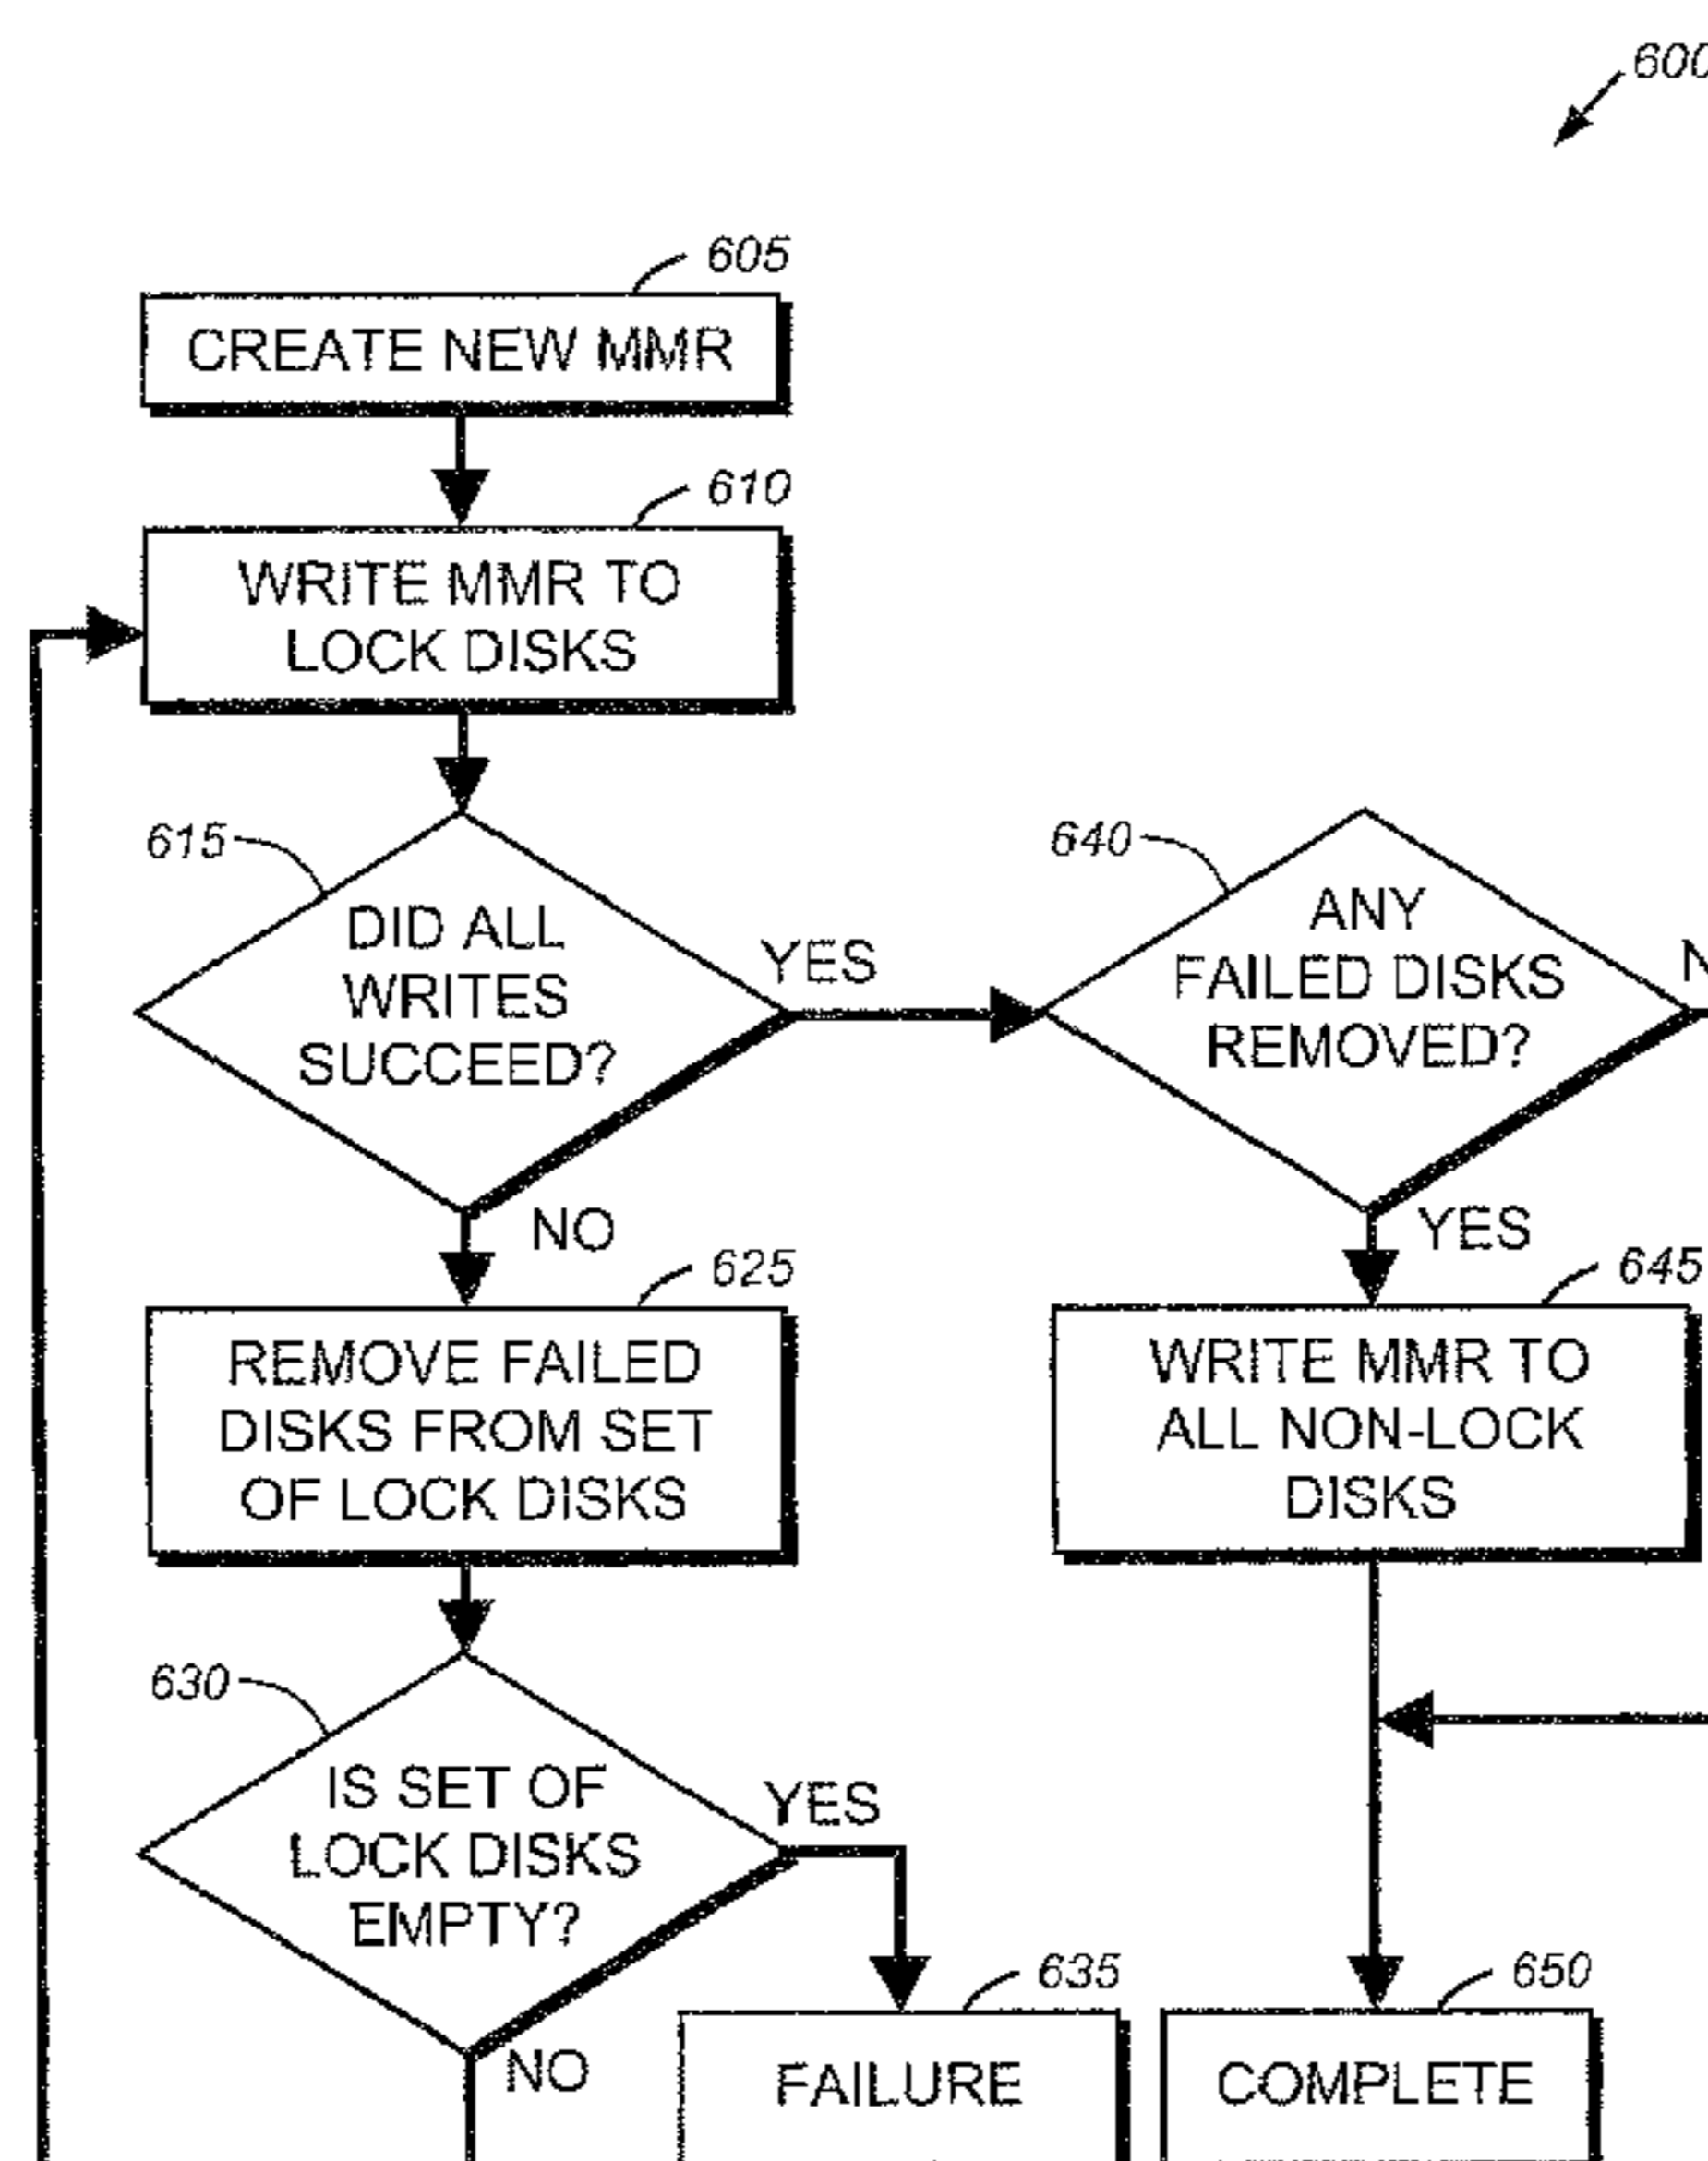 600
605
CREATE NEW MMR
610
WRITE MMR TO
LOCK DISKS
615
DID ALL
WRITES
SUCCEED?
YES
NO
640
ANY
FAILED DISKS
REMOVED?
YES
625
REMOVE FAILED
DISKS FROM SET
OF LOCK DISKS
645
WRITE MMR TO
ALL NON-LOCK
DISKS
630
IS SET OF
LOCK DISKS
EMPTY?
YES
NO
635
FAILURE
650
COMPLETE